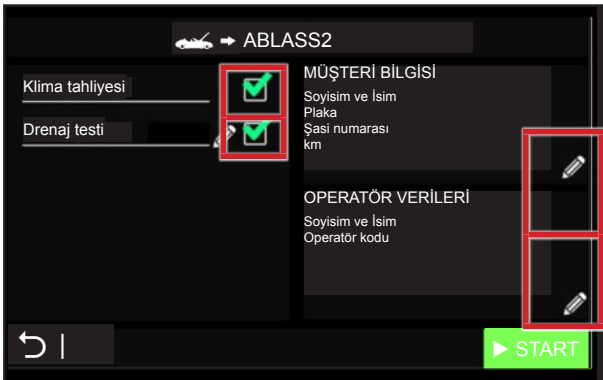 ABLASS2
Klima tahliyesi
Drenaj testi
MÜŞTERİ BİLGİSİ
Soyisim ve İsim
Plaka
Şasi numarası
km
OPERATÖR VERİLERİ
Soyisim ve İsim
Operatör kodu
START